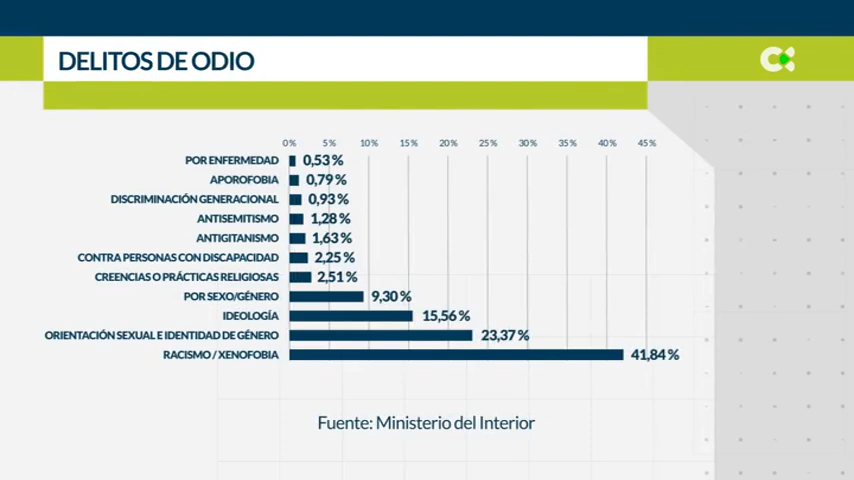 DELITOS DE ODIO
0% 5% 10% 15% 20% 25% 30% 35% 40% 45%
POR ENFERMEDAD 0,53%
APOROFOBIA 0,79%
DISCRIMINACIÓN GENERACIONAL 0,93%
ANTISEMITISMO 1,28%
ANTIGITANISMO 1,63%
CONTRA PERSONAS CON DISCAPACIDAD 2,25%
CREENCIAS O PRÁCTICAS RELIGIOSAS 2,51%
POR SEXO/GÉNERO 9,30%
IDEOLOGÍA 15,56%
ORIENTACIÓN SEXUAL E IDENTIDAD DE GÉNERO 23,37%
RACISMO / XENOFOBIA 41,84%
Fuente: Ministerio del Interior